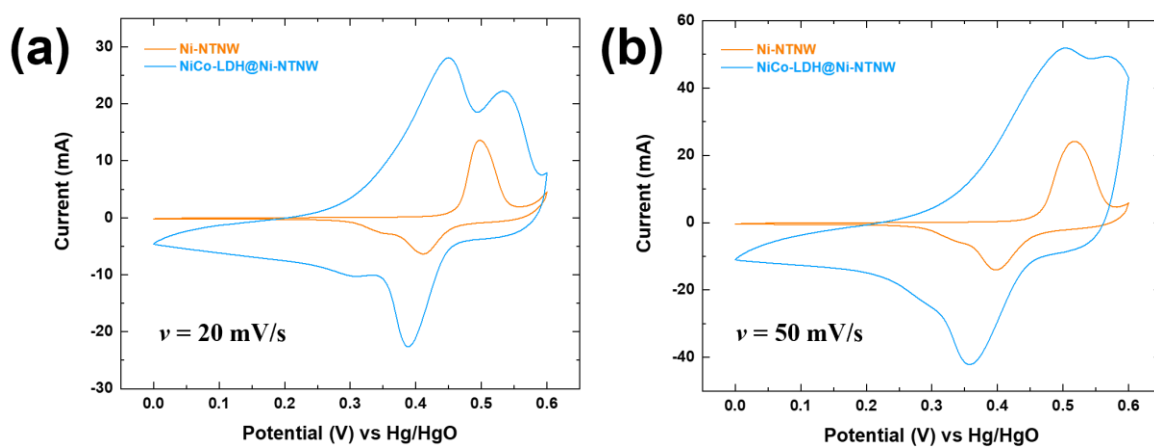 (a)
Ni-NTNW
NiCo-LDH@Ni-NTNW
Current (mA)
30
20
10
0
-10
-20
-30
v = 20 mV/s
0.0 0.1 0.2 0.3 0.4 0.5 0.6
Potential (V) vs Hg/HgO
(b)
Ni-NTNW
NiCo-LDH@Ni-NTNW
Current (mA)
60
40
20
0
-20
-40
v = 50 mV/s
0.0 0.1 0.2 0.3 0.4 0.5 0.6
Potential (V) vs Hg/HgO